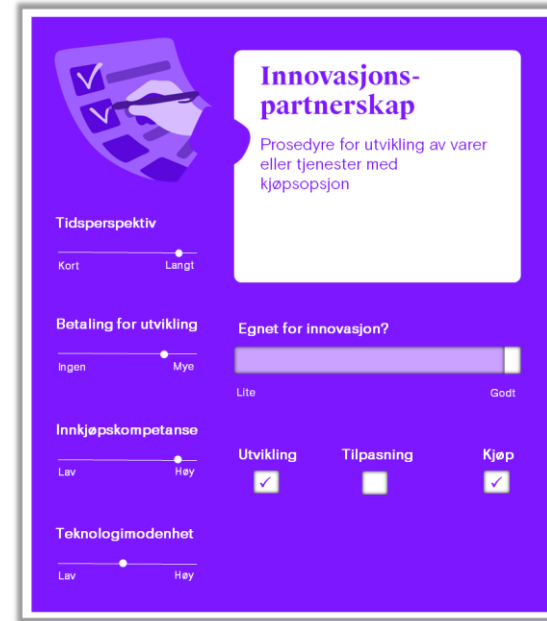 Innovasjons-
partnerskap
Prosedyre for utvikling av varer
eller tjenester med
kjøpsopsjon
Tidsperspektiv
Kort Langt
Betaling for utvikling
Ingen Mye
Innkjøpskompetanse
Lav Høy
Teknologimodenhet
Lav Høy
Egnet for innovasjon?
Lite Godt
Utvikling Tilpasning Kjøp